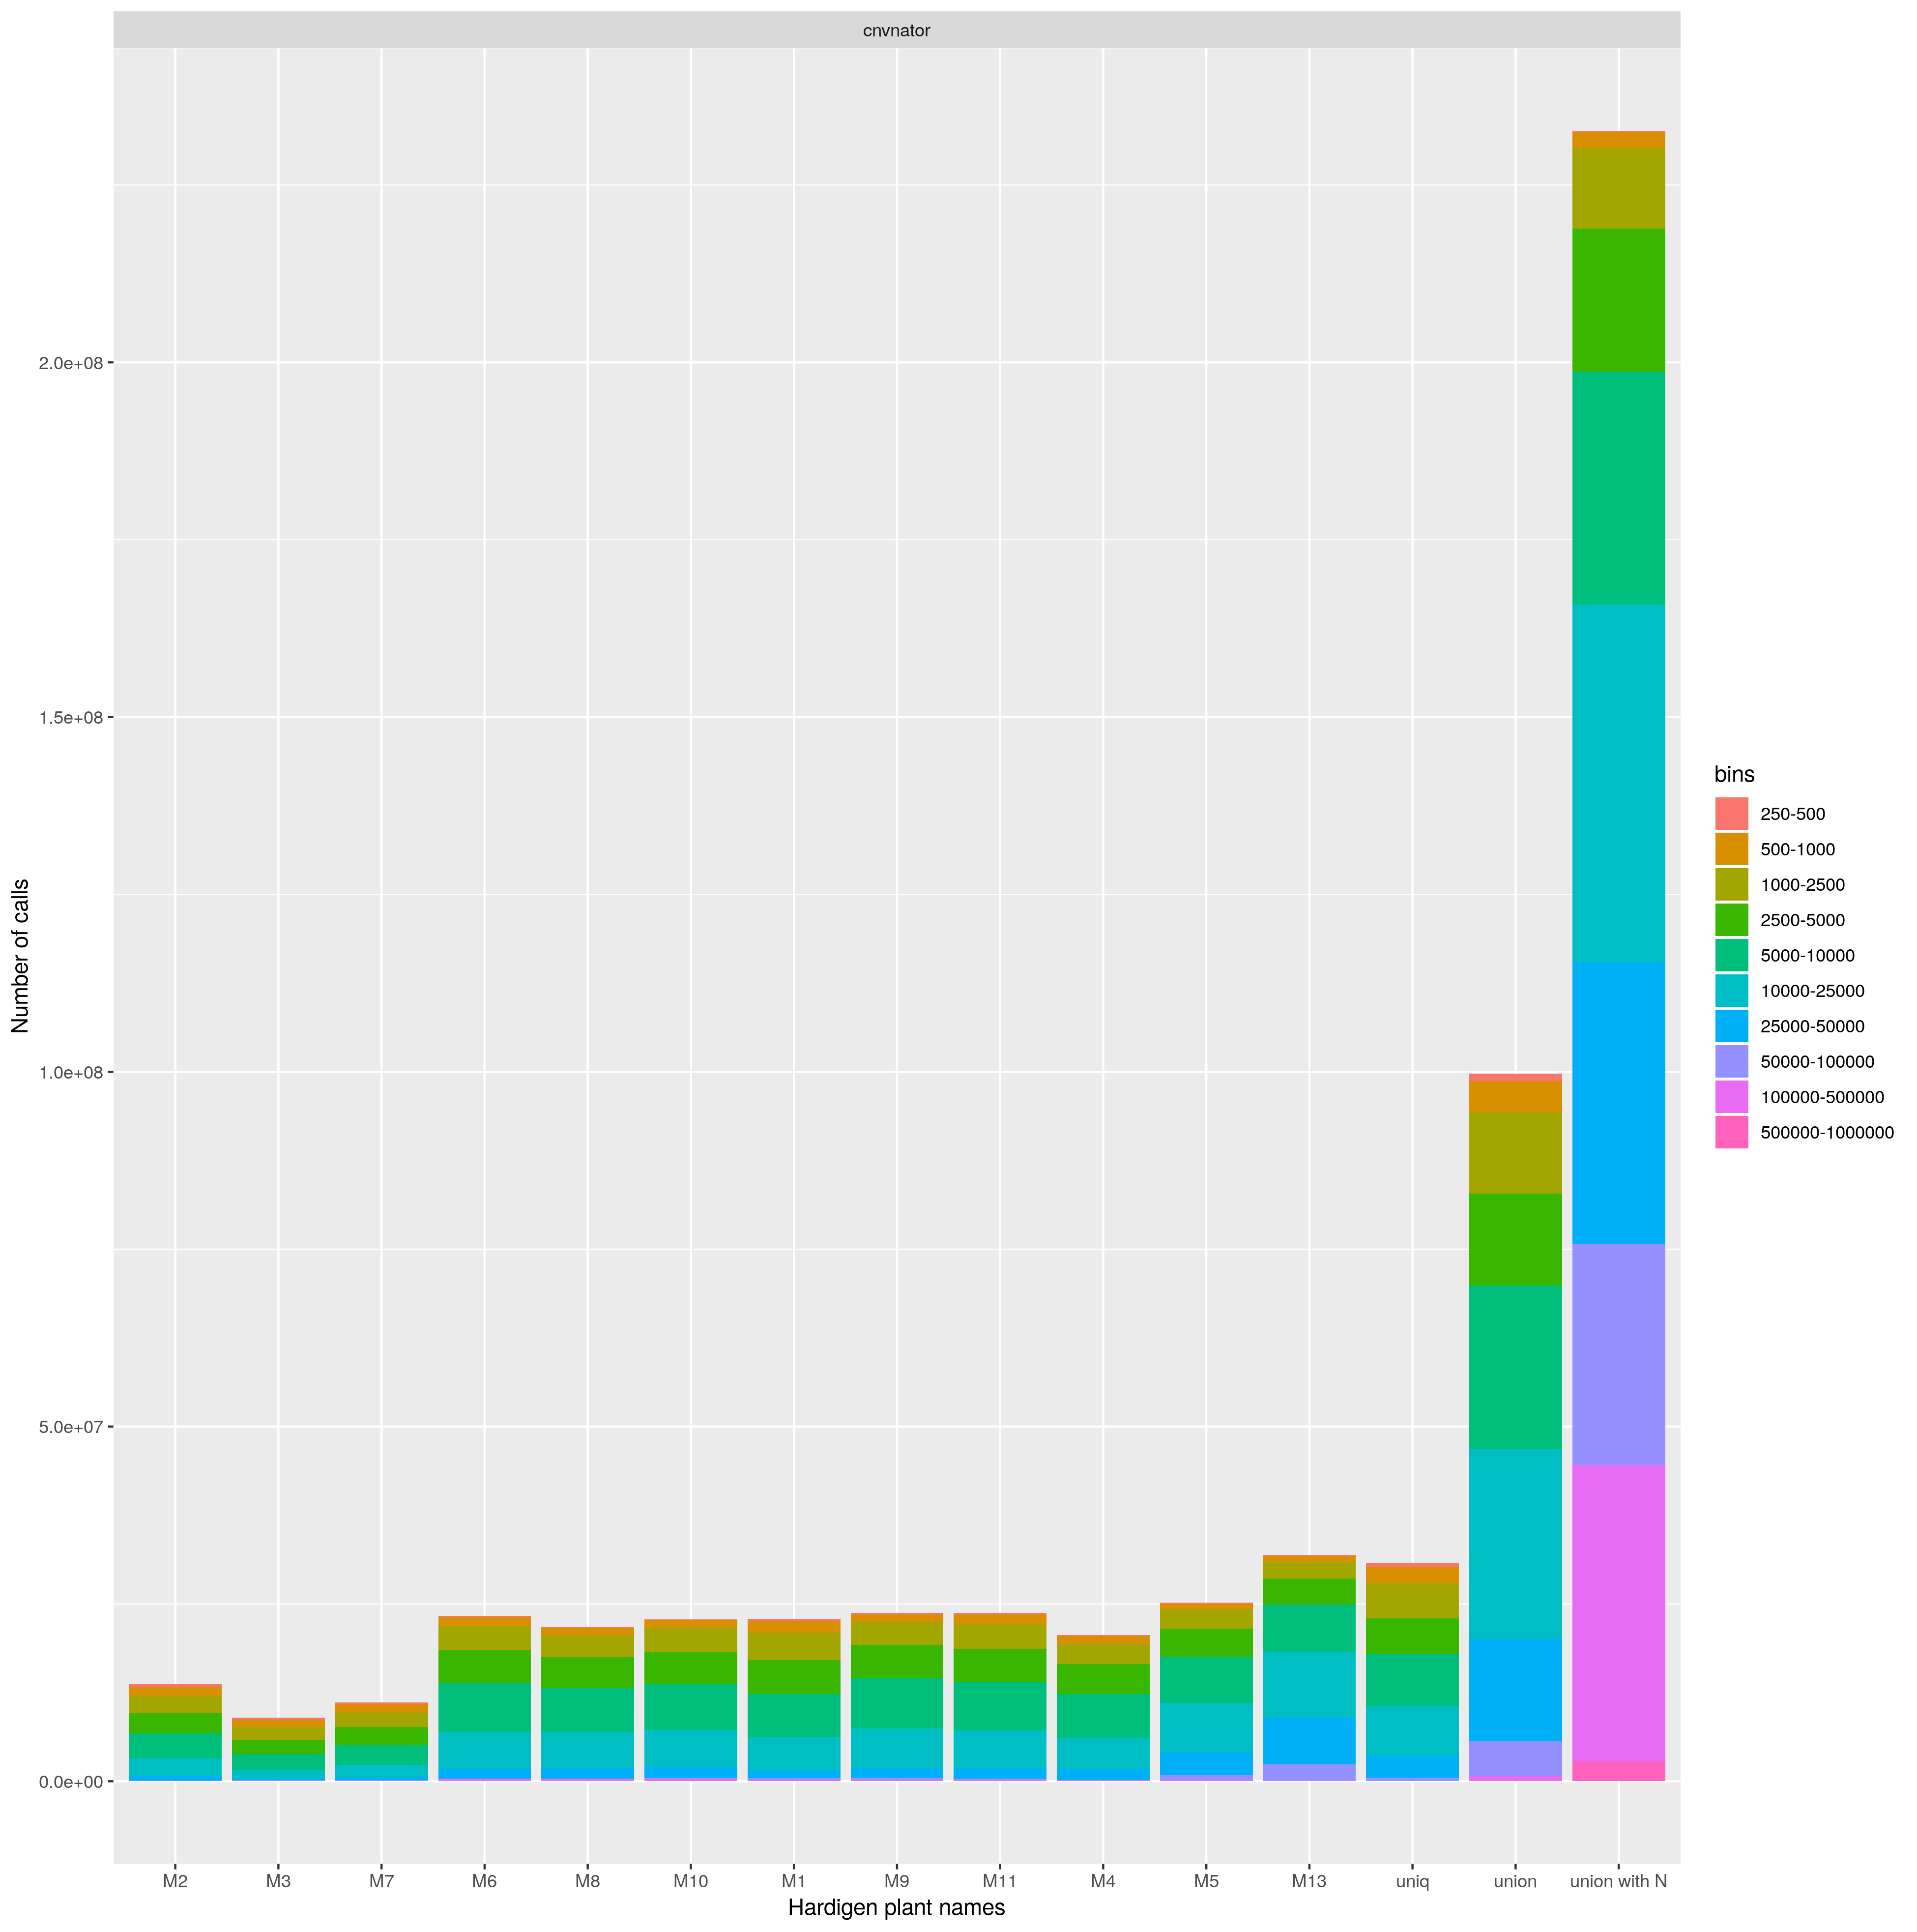 cnvnator
Number of calls
2.0e+08
1.5e+08
1.0e+08
5.0e+07
0.0e+00
M2 M3 M7 M6 M8 M10 M1 M9 M11 M4 M5 M13 uniq union union with N
Hardigen plant names
bins
250-500
500-1000
1000-2500
2500-5000
5000-10000
10000-25000
25000-50000
50000-100000
100000-500000
500000-1000000